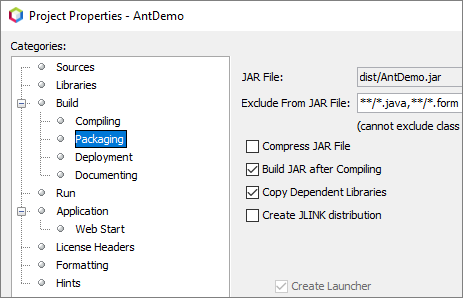 Project Properties - AntDemo
Categories:
Sources
Libraries
Build
Compiling
Packaging
Deployment
Documenting
Run
Application
Web Start
License Headers
Formatting
Hints
JAR File: dist/AntDemo.jar
Exclude From JAR File: **/*.java,**/*.form
(cannot exclude class
Compress JAR File
Build JAR after Compiling
Copy Dependent Libraries
Create JLINK distribution
Create Launcher